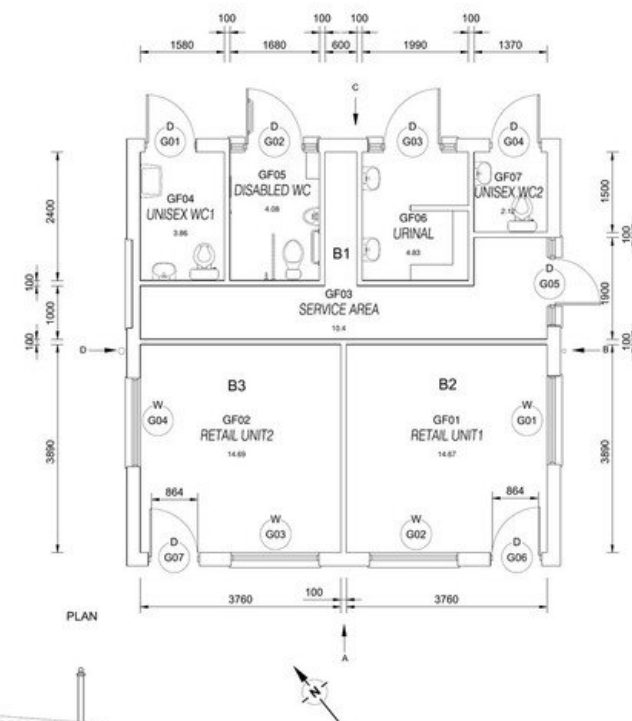 100
100
100
100
1580
1680
600
1990
1370
C
D
G01
D
G02
D
G03
D
G04
2400
1500
GF04
UNISEX WC1
3.86
GF05
DISABLED WC
4.08
GF06
URINAL
4.83
GF07
UNISEX WC2
B1
100
D
G05
GF03
SERVICE AREA
10.4
1900
100
1000
100
100
D
B
B3
B2
W
G04
GF02
RETAIL UNIT2
14.69
GF01
RETAIL UNIT1
14.67
W
G01
3890
3890
864
864
W
G03
W
G02
D
G07
D
G06
100
3760
3760
PLAN
A
N